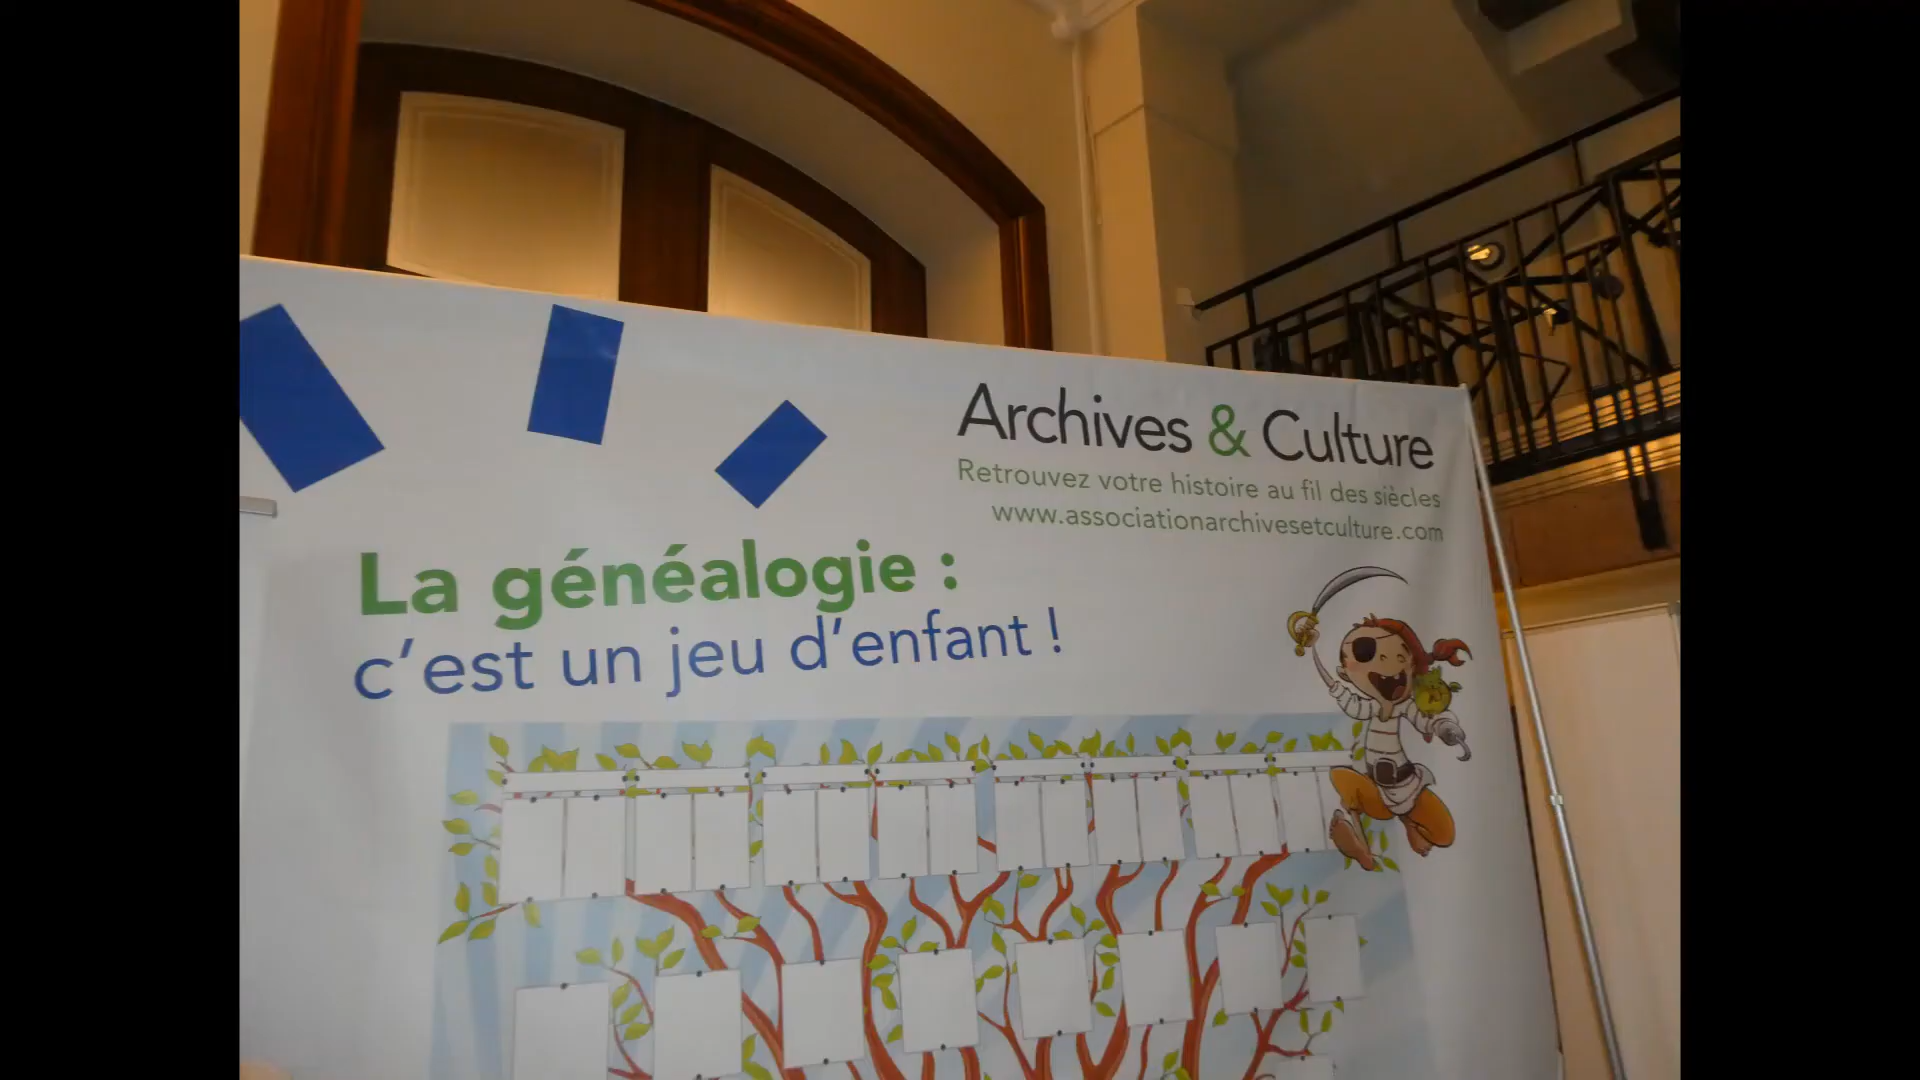 Archives & Culture
Retrouvez votre histoire au fil des siècles
www.associationarchivesetculture.com
La généalogie :
c'est un jeu d'enfant !